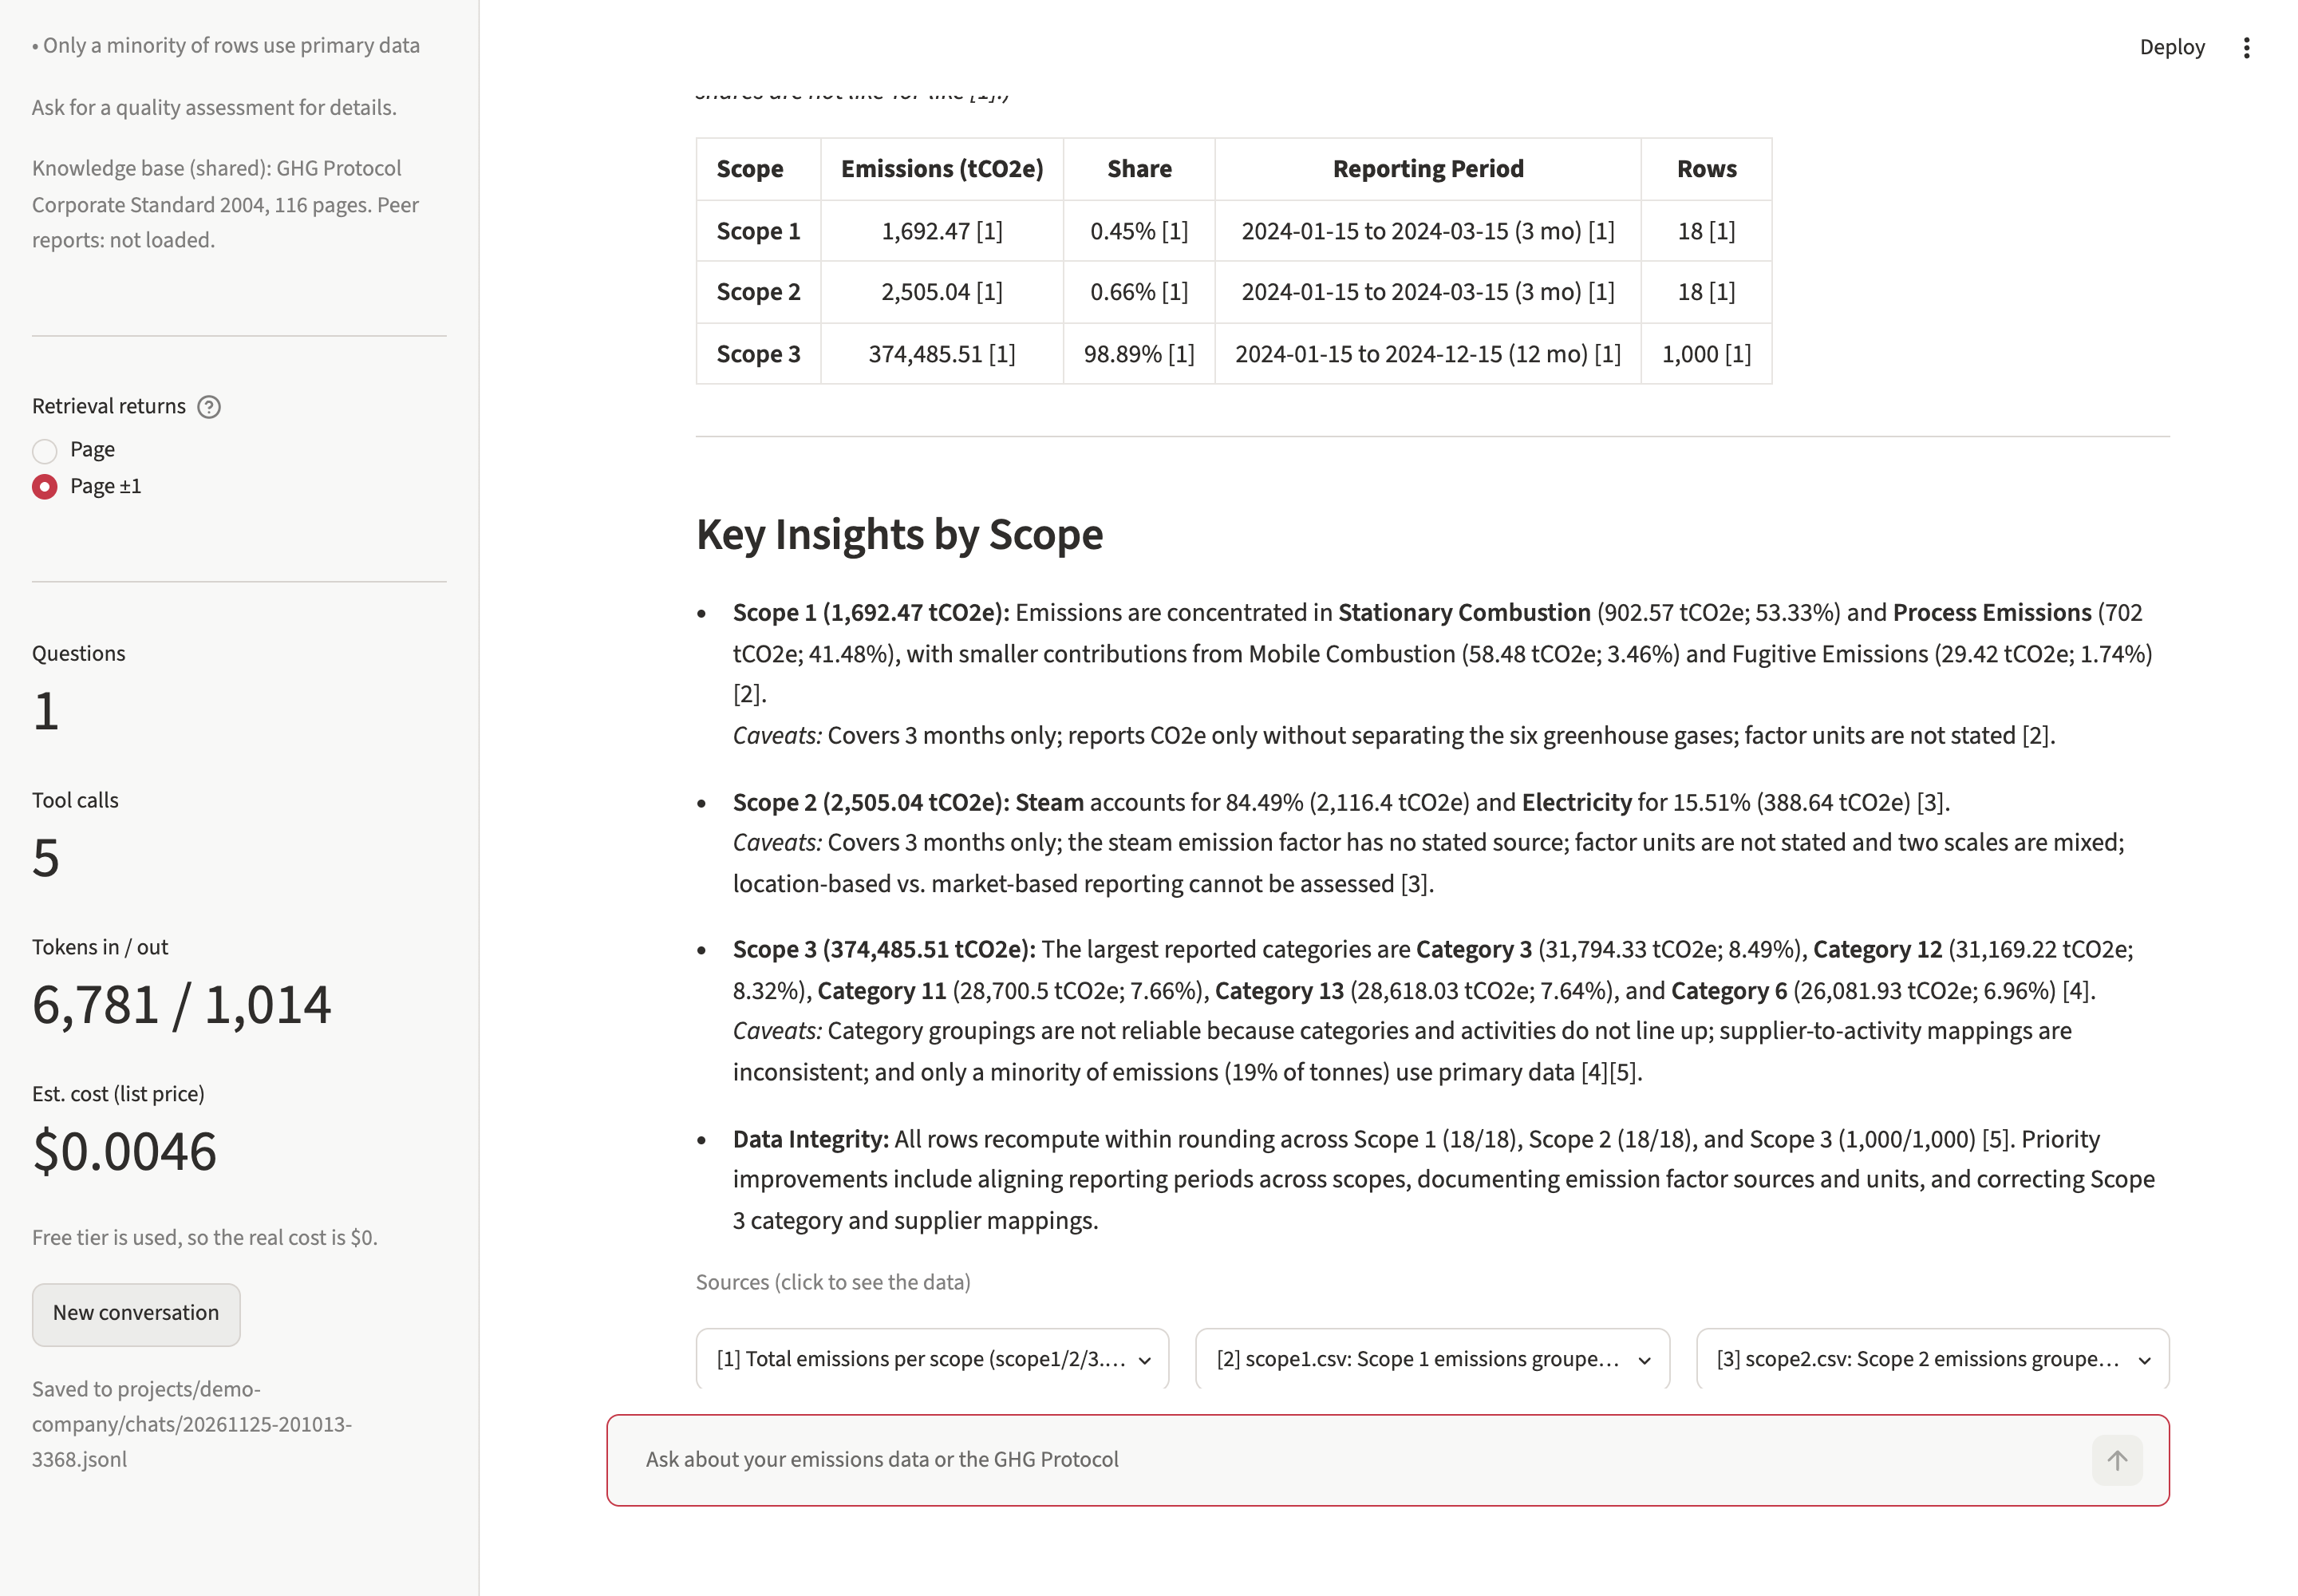 • Only a minority of rows use primary data
Ask for a quality assessment for details.
Knowledge base (shared): GHG Protocol
Corporate Standard 2004, 116 pages. Peer
reports: not loaded.
Retrieval returns
Page
Page ±1
Questions
1
Tool calls
5
Tokens in / out
6,781 / 1,014
Est. cost (list price)
$0.0046
Free tier is used, so the real cost is $0.
New conversation
Saved to projects/demo-
company/chats/20261125-201013-
3368.jsonl
Deploy
shares are not like-for-like [1].)
Scope Emissions (tCO2e) Share Reporting Period Rows
Scope 1 1,692.47 [1] 0.45% [1] 2024-01-15 to 2024-03-15 (3 mo) [1] 18 [1]
Scope 2 2,505.04 [1] 0.66% [1] 2024-01-15 to 2024-03-15 (3 mo) [1] 18 [1]
Scope 3 374,485.51 [1] 98.89% [1] 2024-01-15 to 2024-12-15 (12 mo) [1] 1,000 [1]
Key Insights by Scope
• Scope 1 (1,692.47 tCO2e): Emissions are concentrated in Stationary Combustion (902.57 tCO2e; 53.33%) and Process Emissions (702
tCO2e; 41.48%), with smaller contributions from Mobile Combustion (58.48 tCO2e; 3.46%) and Fugitive Emissions (29.42 tCO2e; 1.74%)
[2].
Caveats: Covers 3 months only; reports CO2e only without separating the six greenhouse gases; factor units are not stated [2].
• Scope 2 (2,505.04 tCO2e): Steam accounts for 84.49% (2,116.4 tCO2e) and Electricity for 15.51% (388.64 tCO2e) [3].
Caveats: Covers 3 months only; the steam emission factor has no stated source; factor units are not stated and two scales are mixed;
location-based vs. market-based reporting cannot be assessed [3].
• Scope 3 (374,485.51 tCO2e): The largest reported categories are Category 3 (31,794.33 tCO2e; 8.49%), Category 12 (31,169.22 tCO2e;
8.32%), Category 11 (28,700.5 tCO2e; 7.66%), Category 13 (28,618.03 tCO2e; 7.64%), and Category 6 (26,081.93 tCO2e; 6.96%) [4].
Caveats: Category groupings are not reliable because categories and activities do not line up; supplier-to-activity mappings are
inconsistent; and only a minority of emissions (19% of tonnes) use primary data [4][5].
• Data Integrity: All rows recompute within rounding across Scope 1 (18/18), Scope 2 (18/18), and Scope 3 (1,000/1,000) [5]. Priority
improvements include aligning reporting periods across scopes, documenting emission factor sources and units, and correcting Scope
3 category and supplier mappings.
Sources (click to see the data)
[1] Total emissions per scope (scope1/2/3.…
[2] scope1.csv: Scope 1 emissions groupe…
[3] scope2.csv: Scope 2 emissions groupe…
Ask about your emissions data or the GHG Protocol